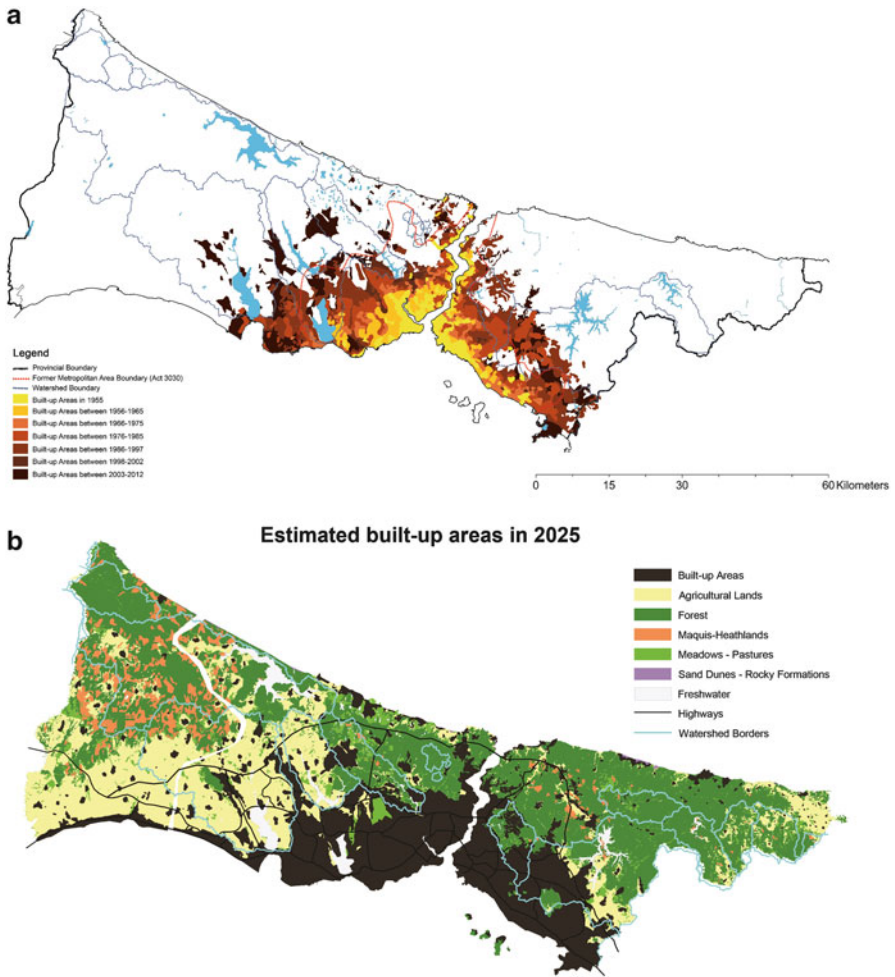 a
Legend
Provincial Boundary
Former Metropolitan Area Boundary (Act 3030)
Watershed Boundary
Built-up Areas in 1955
Built-up Areas between 1956-1965
Built-up Areas between 1966-1975
Built-up Areas between 1976-1985
Built-up Areas between 1986-1997
Built-up Areas between 1998-2002
Built-up Areas between 2003-2012
0 15 30 60 Kilometers
b
Estimated built-up areas in 2025
Built-up Areas
Agricultural Lands
Forest
Maquis-Heathlands
Meadows - Pastures
Sand Dunes - Rocky Formations
Freshwater
Highways
Watershed Borders